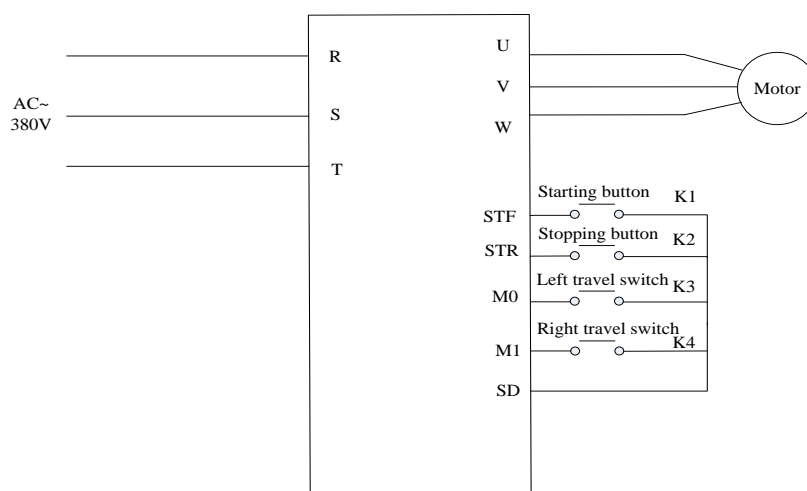 AC~
380V
R
S
T
U
V
W
Motor
STF
Starting button
K1
STR
Stopping button
K2
M0
Left travel switch
K3
M1
Right travel switch
K4
SD